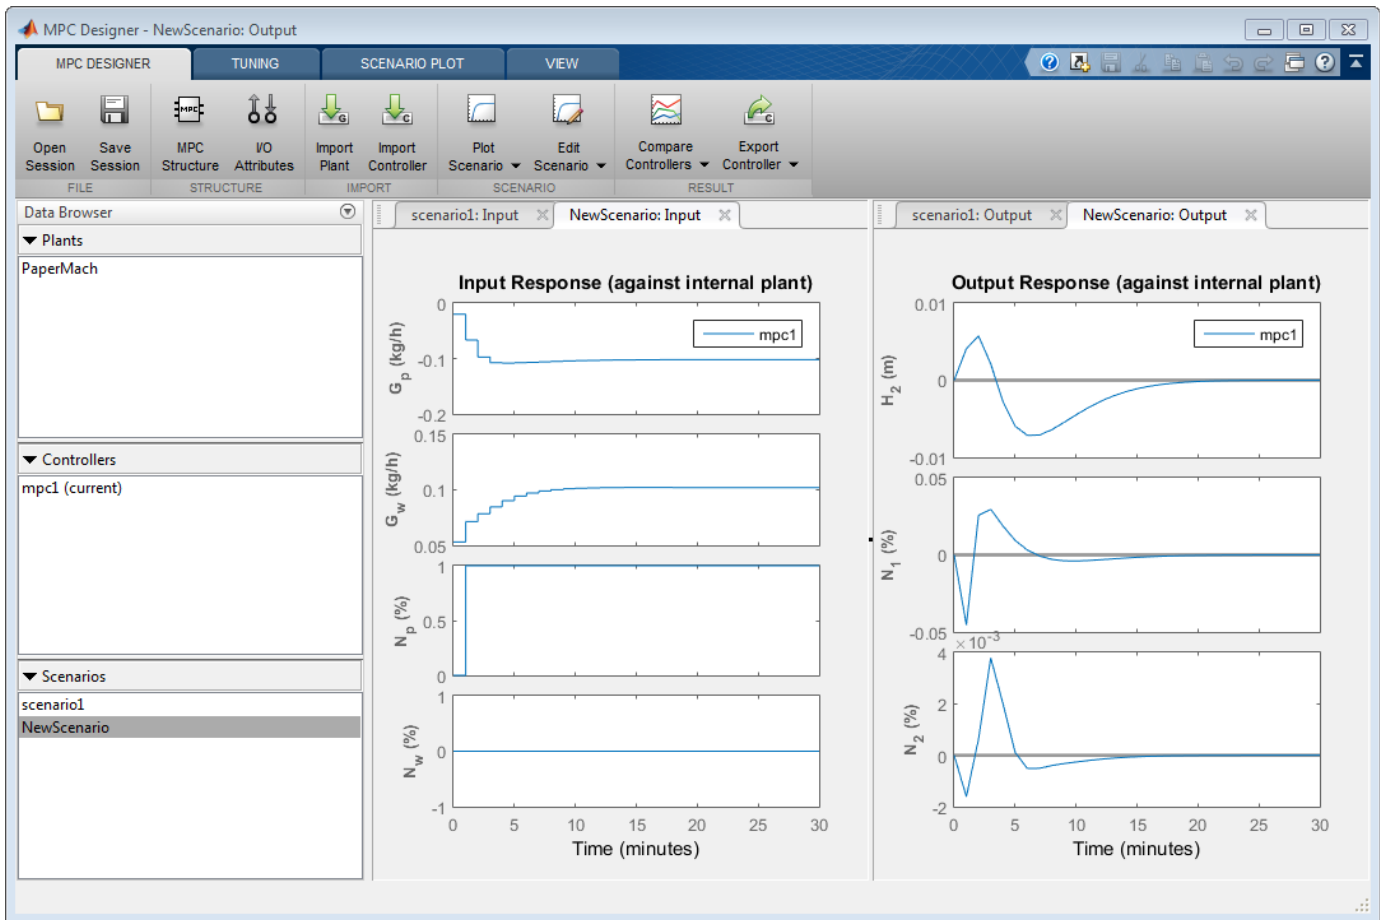 MPC Designer - NewScenario: Output
MPC DESIGNER TUNING SCENARIO PLOT VIEW
Open Session
Save Session
MPC Structure
I/O Attributes
Import Plant
Import Controller
Plot Scenario
Edit Scenario
Compare Controllers
Export Controller
FILE STRUCTURE IMPORT SCENARIO RESULT
Data Browser
Plants
PaperMach
Controllers
mpc1 (current)
Scenarios
scenario1
NewScenario
scenario1: Input NewScenario: Input
Input Response (against internal plant)
mpc1
G_p (kg/h)
0
-0.1
-0.2
G_w (kg/h)
0.15
0.1
0.05
N_p (%)
1
0.5
0
N_w (%)
1
0
-1
0 5 10 15 20 25 30
Time (minutes)
scenario1: Output NewScenario: Output
Output Response (against internal plant)
mpc1
H_2 (m)
0.01
0
-0.01
N_1 (%)
0.05
0
-0.05
×10^-3
N_2 (%)
4
2
0
-2
0 5 10 15 20 25 30
Time (minutes)